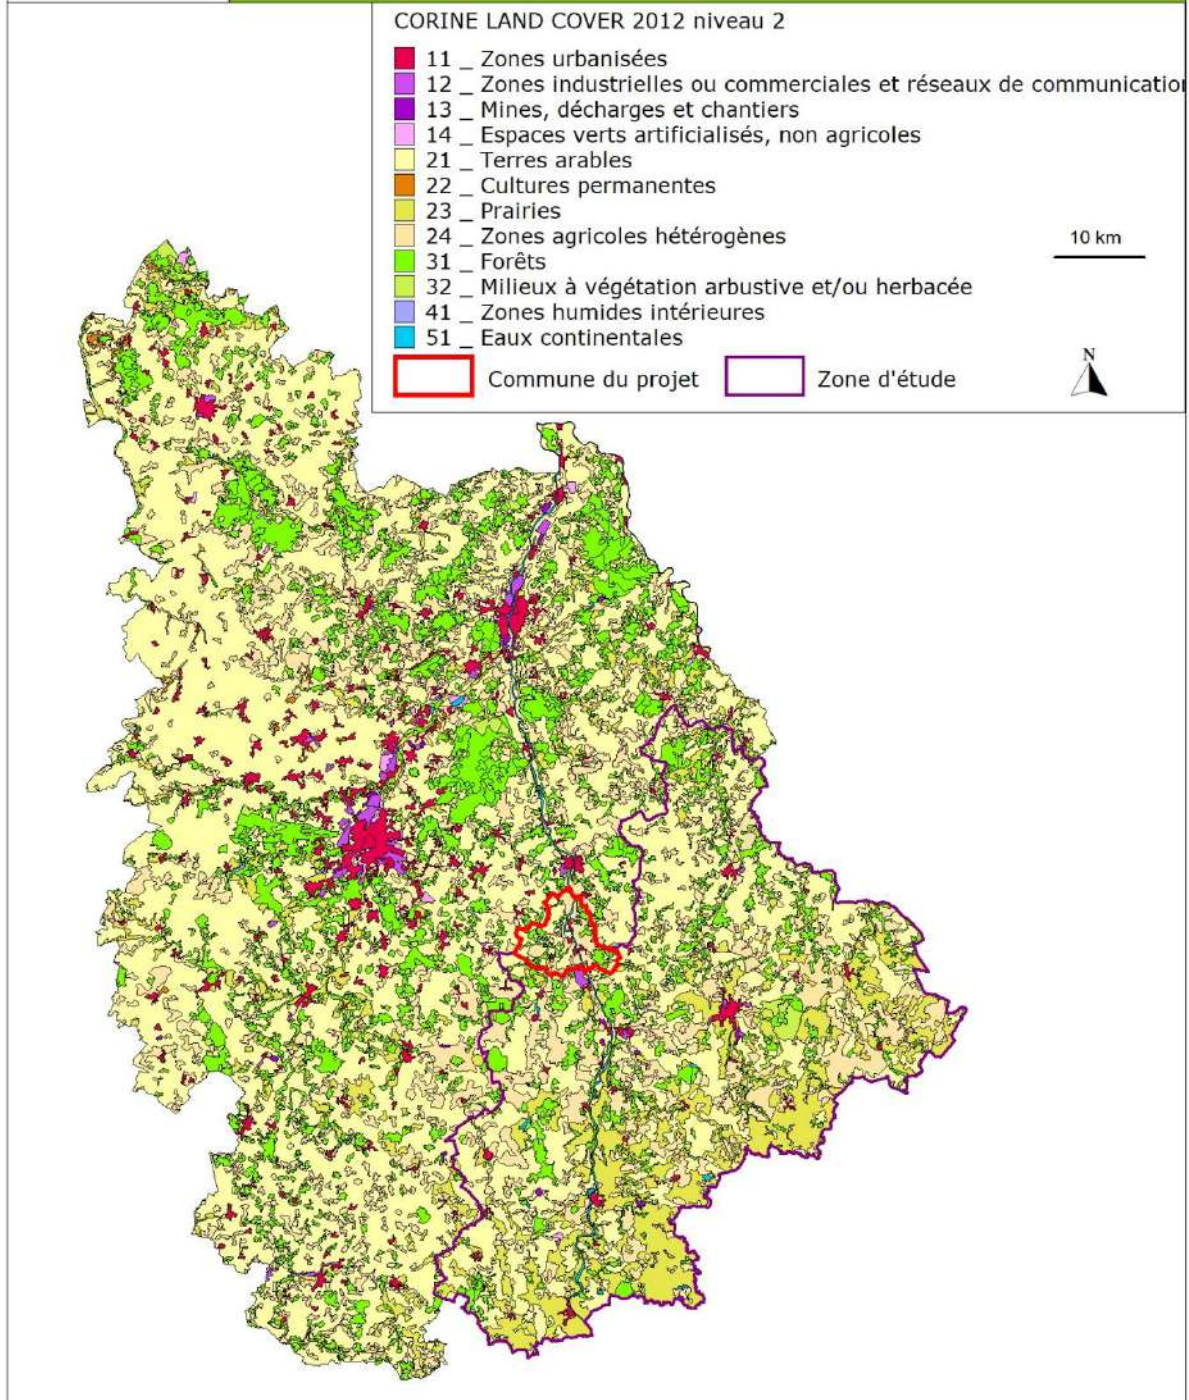 CORINE LAND COVER 2012 niveau 2
11 _ Zones urbanisées
12 _ Zones industrielles ou commerciales et réseaux de communication
13 _ Mines, décharges et chantiers
14 _ Espaces verts artificialisés, non agricoles
21 _ Terres arables
22 _ Cultures permanentes
23 _ Prairies
24 _ Zones agricoles hétérogènes
31 _ Forêts
32 _ Milieux à végétation arbustive et/ou herbacée
41 _ Zones humides intérieures
51 _ Eaux continentales
10 km
Commune du projet
Zone d'étude
N